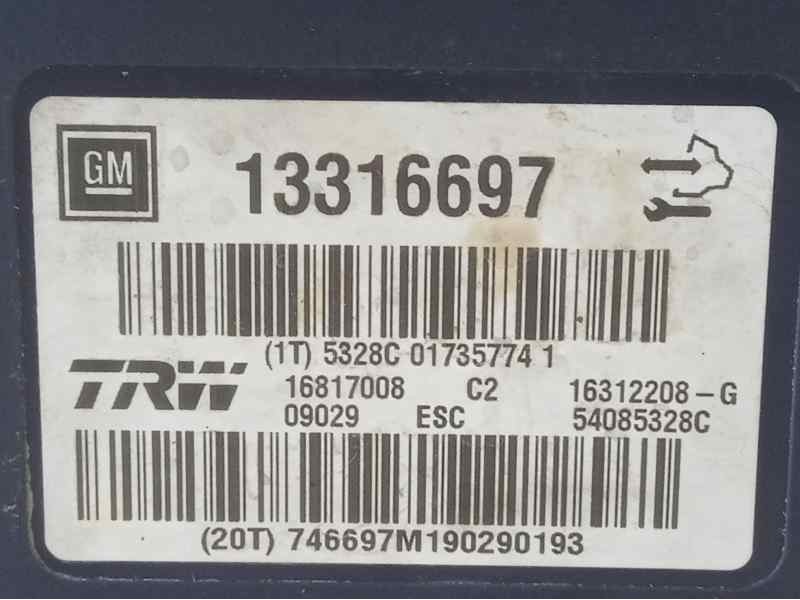 GM
13316697
(1T) 5328C 01735774 1
TRW
16817008 C2 16312208-G
09029 ESC 54085328C
(20T) 746697M190290193